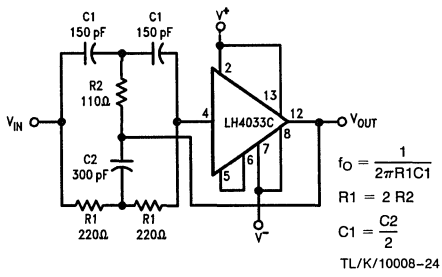 C1
150 pF
C1
150 pF
V+
2
13
R2
110Ω
VIN
4
LH4033C
12
VOUT
8
7
6
5
C2
300 pF
R1
220Ω
R1
220Ω
V-
fO = 1 / 2πR1C1
R1 = 2 R2
C1 = C2 / 2
TL/K/10008-24